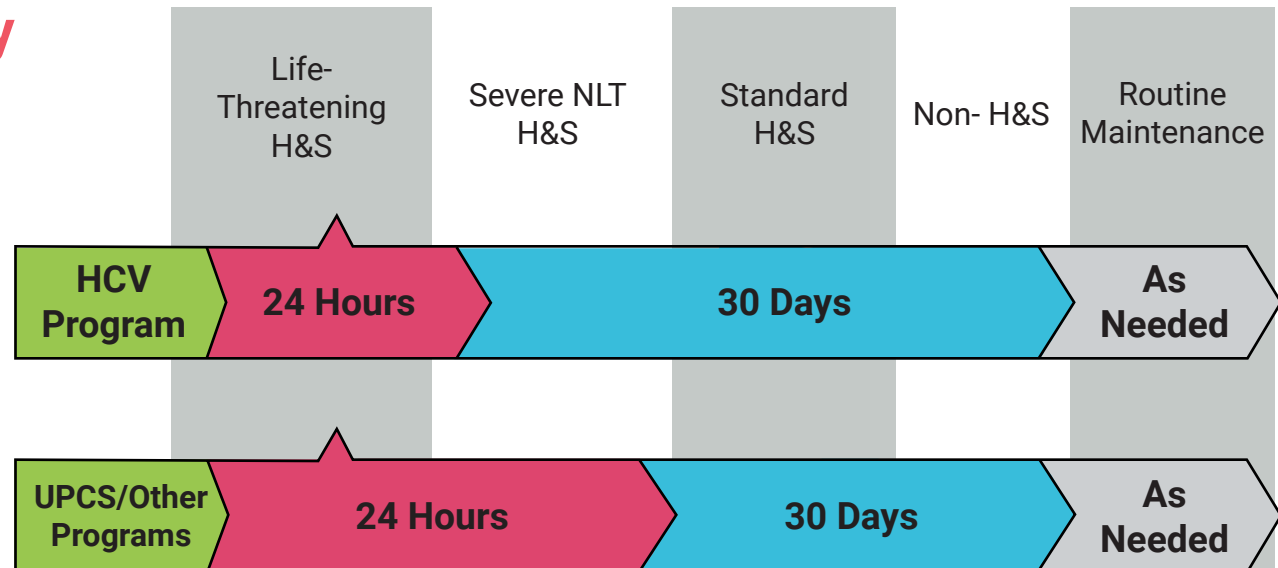 y
Life-
Threatening
H&S
Severe NLT
H&S
Standard
H&S
Non- H&S
Routine
Maintenance
HCV
Program
24 Hours
30 Days
As
Needed
UPCS/Other
Programs
24 Hours
30 Days
As
Needed